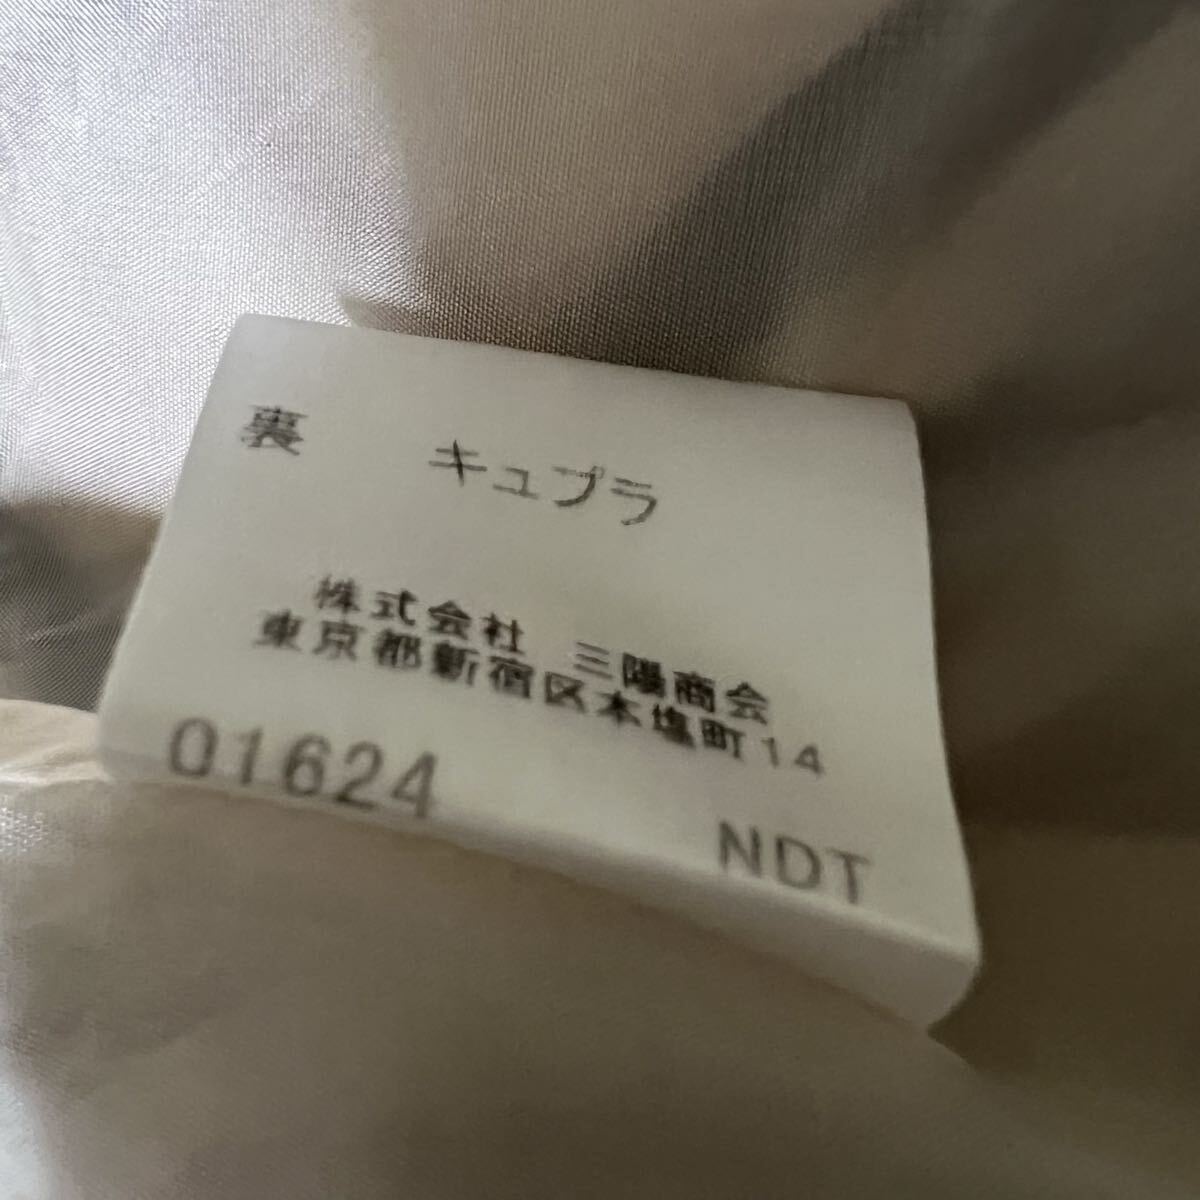 裏 キュプラ
株式会社 三陽商会
東京都新宿区本塩町14
01624
NDT